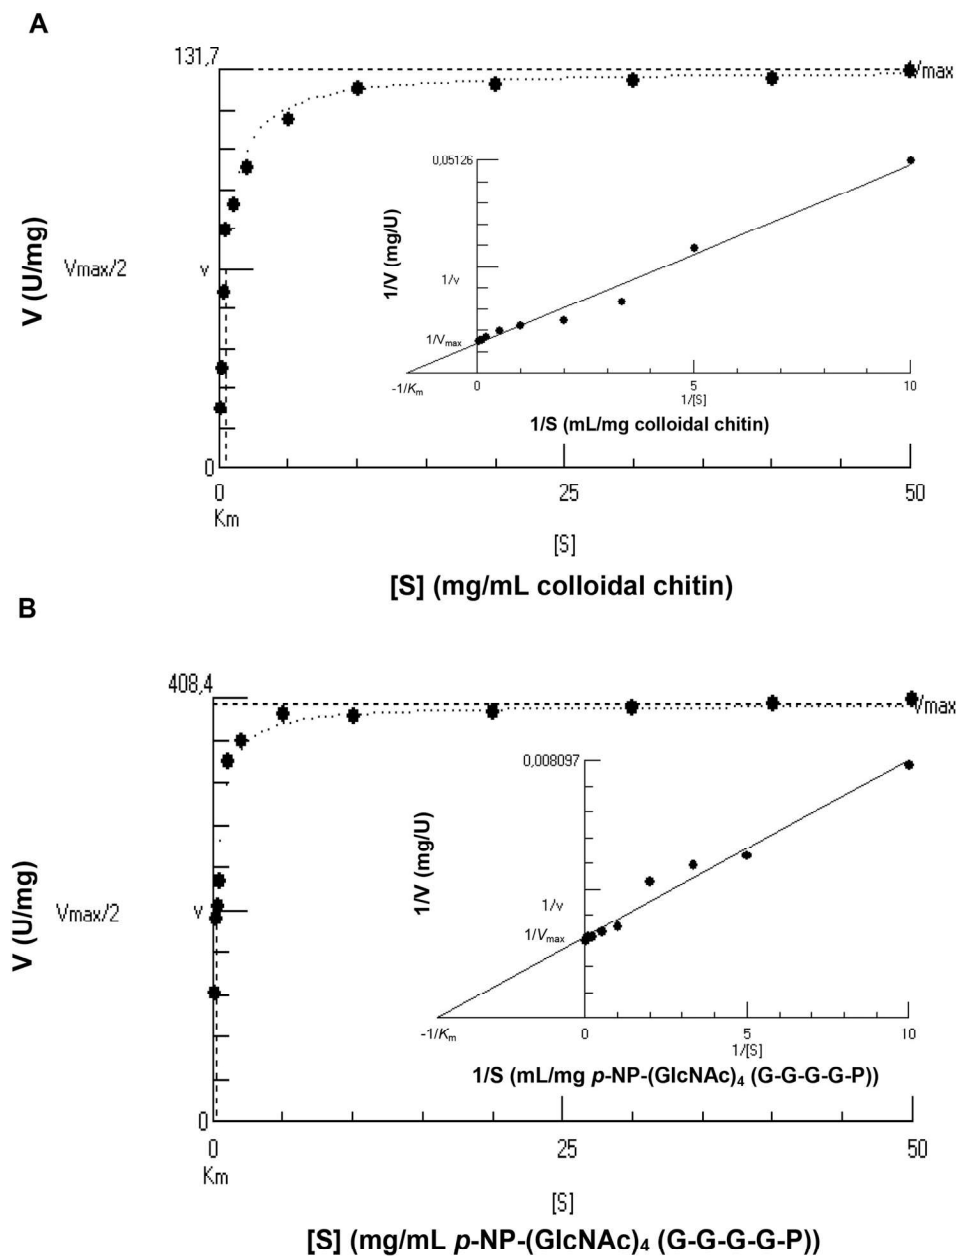 A
131,7
Vmax
V (U/mg)
Vmax/2
v
0
0
25
50
Km
[S]
[S] (mg/mL colloidal chitin)
0,05126
1/V (mg/U)
1/v
1/Vmax
-1/Km
0
5
10
1/[S]
1/S (mL/mg colloidal chitin)
B
408,4
Vmax
V (U/mg)
Vmax/2
v
0
0
25
50
Km
[S]
[S] (mg/mL p-NP-(GlcNAc)4 (G-G-G-G-P))
0,008097
1/V (mg/U)
1/v
1/Vmax
-1/Km
0
5
10
1/[S]
1/S (mL/mg p-NP-(GlcNAc)4 (G-G-G-G-P))